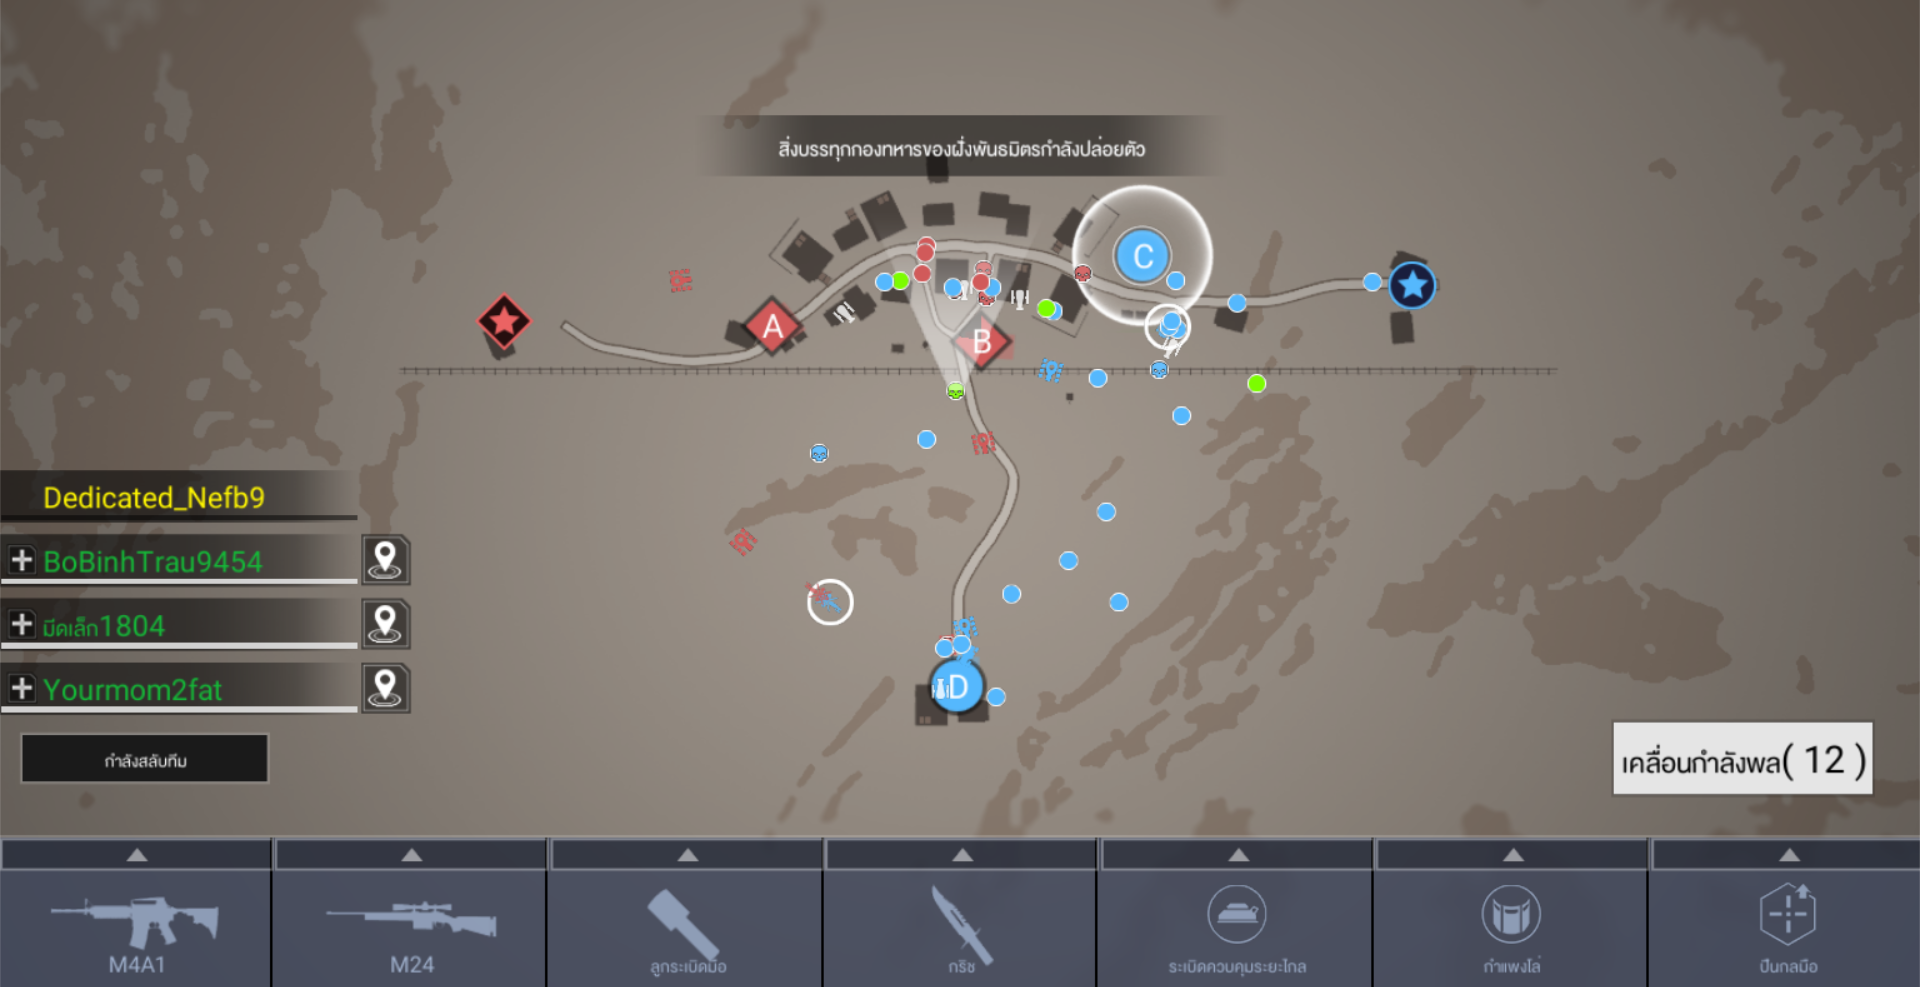 สิ่งบรรทุกกองทหารของฝั่งพันธมิตรกำลังปล่อยตัว
C
A
B
Dedicated_Nefb9
BoBinhTrau9454
มีดเล็ก1804
Yourmom2fat
D
กำลังสลับทีม
เคลื่อนกำลังพล( 12 )
M4A1
M24
ลูกระเบิดมือ
กริช
ระเบิดควบคุมระยะไกล
กำแพงโล่
ปืนกลมือ